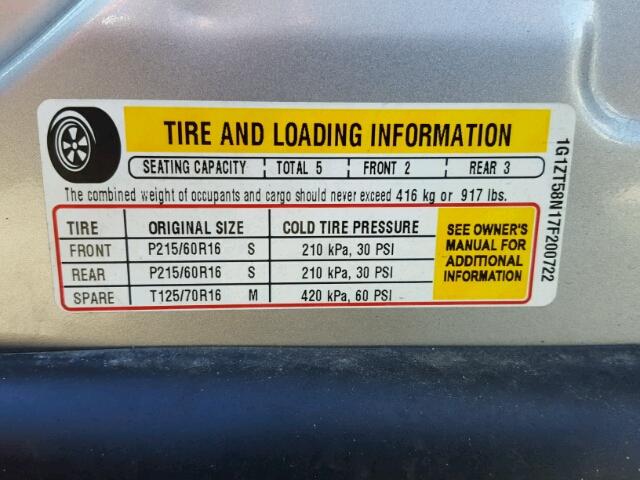 TIRE AND LOADING INFORMATION
SEATING CAPACITY TOTAL 5 FRONT 2 REAR 3
The combined weight of occupants and cargo should never exceed 416 kg or 917 lbs.
TIRE ORIGINAL SIZE COLD TIRE PRESSURE
FRONT P215/60R16 S 210 kPa, 30 PSI
REAR P215/60R16 S 210 kPa, 30 PSI
SPARE T125/70R16 M 420 kPa, 60 PSI
SEE OWNER'S
MANUAL FOR
ADDITIONAL
INFORMATION
1G1ZT58N17F200722